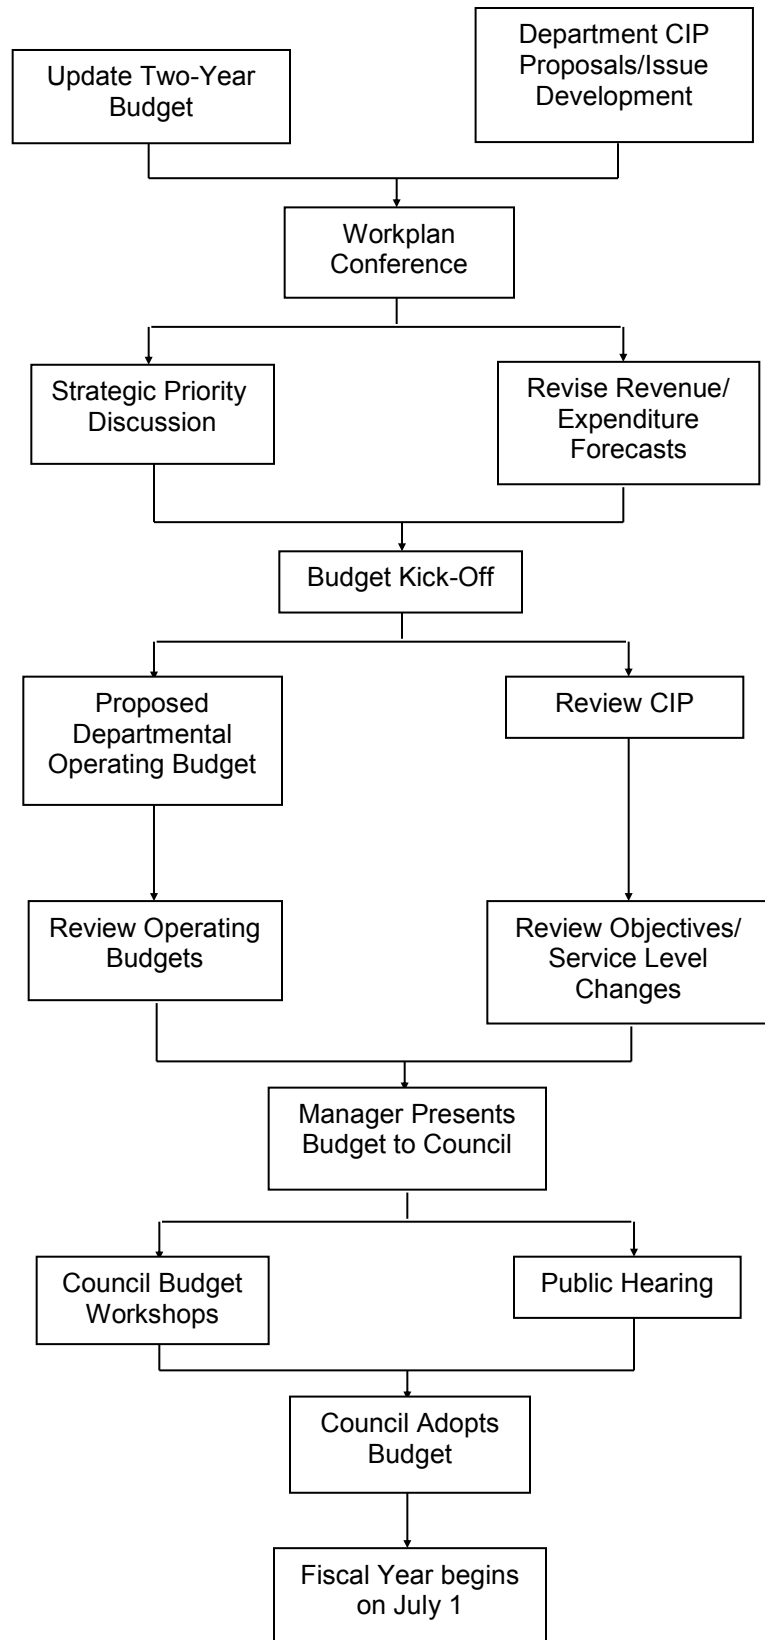 Update Two-Year
Budget
Department CIP
Proposals/Issue
Development
Workplan
Conference
Strategic Priority
Discussion
Revise Revenue/
Expenditure
Forecasts
Budget Kick-Off
Proposed
Departmental
Operating Budget
Review CIP
Review Operating
Budgets
Review Objectives/
Service Level
Changes
Manager Presents
Budget to Council
Council Budget
Workshops
Public Hearing
Council Adopts
Budget
Fiscal Year begins
on July 1